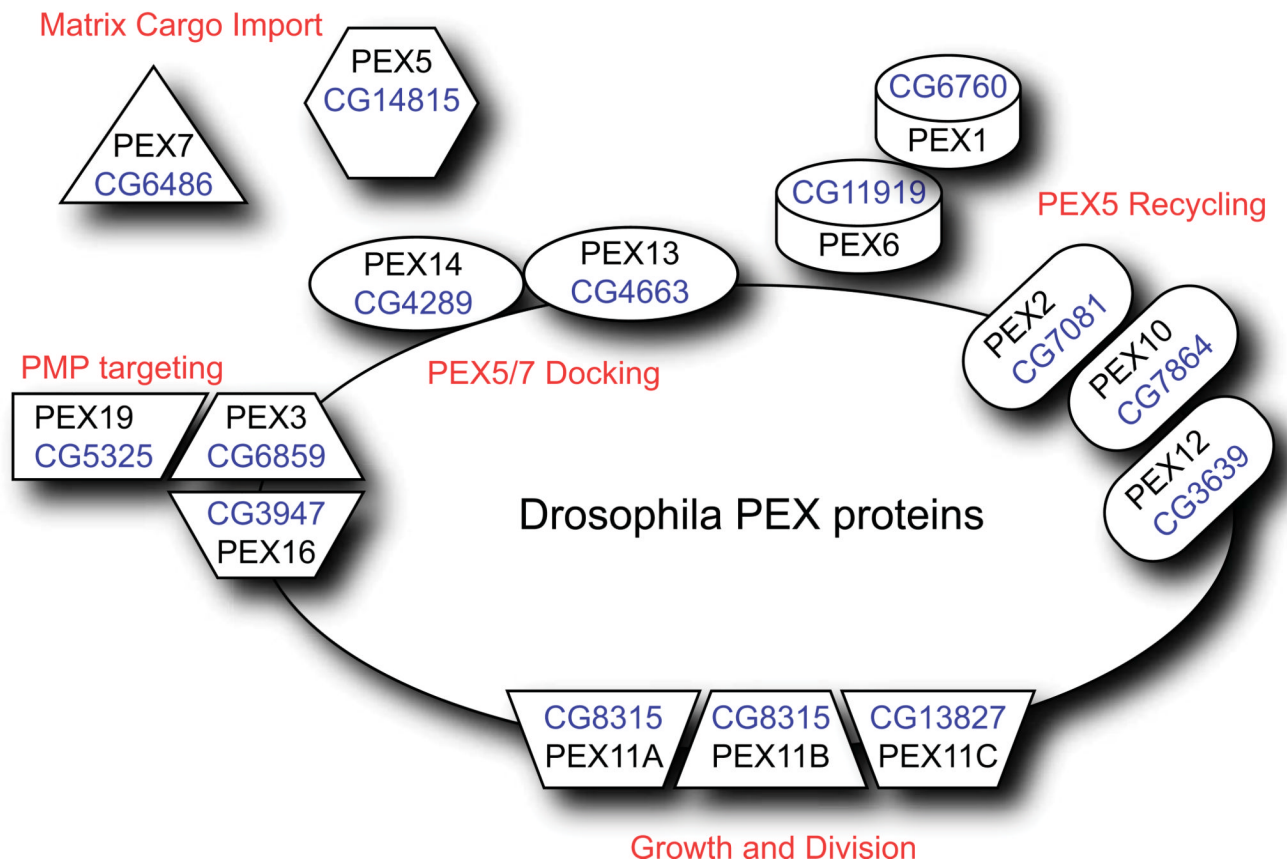 Matrix Cargo Import
PEX5
CG14815
PEX7
CG6486
CG6760
PEX1
CG11919
PEX6
PEX5 Recycling
PEX14
CG4289
PEX13
CG4663
PEX2
CG7081
PEX10
CG7864
PEX12
CG3639
PMP targeting
PEX5/7 Docking
PEX19
CG5325
PEX3
CG6859
CG3947
PEX16
Drosophila PEX proteins
CG8315
PEX11A
CG8315
PEX11B
CG13827
PEX11C
Growth and Division